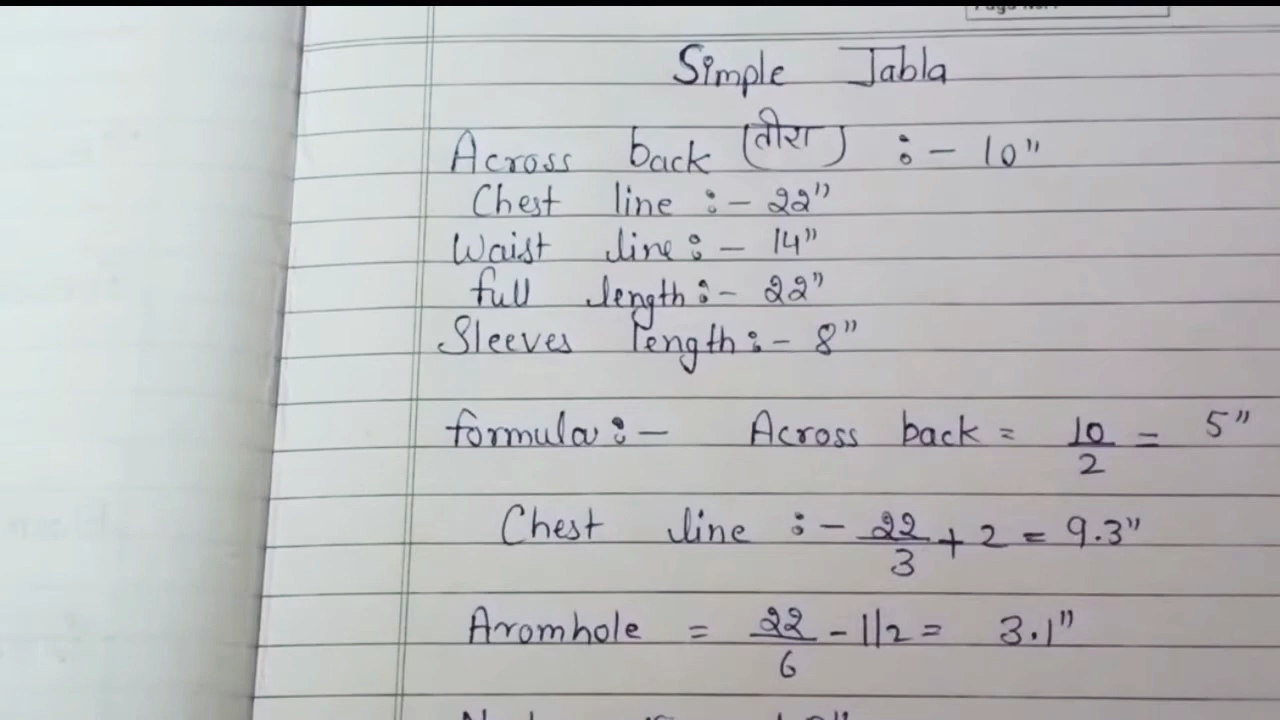 Simple Jabla
Across back (तीरा) :- 10"
Chest line :- 22"
Waist line :- 14"
full length :- 22"
Sleeves length :- 8"
formula :- Across back = 10/2 = 5"
Chest line :- 22/3 + 2 = 9.3"
Aromhole = 22/6 - 1 1/2 = 3.1"